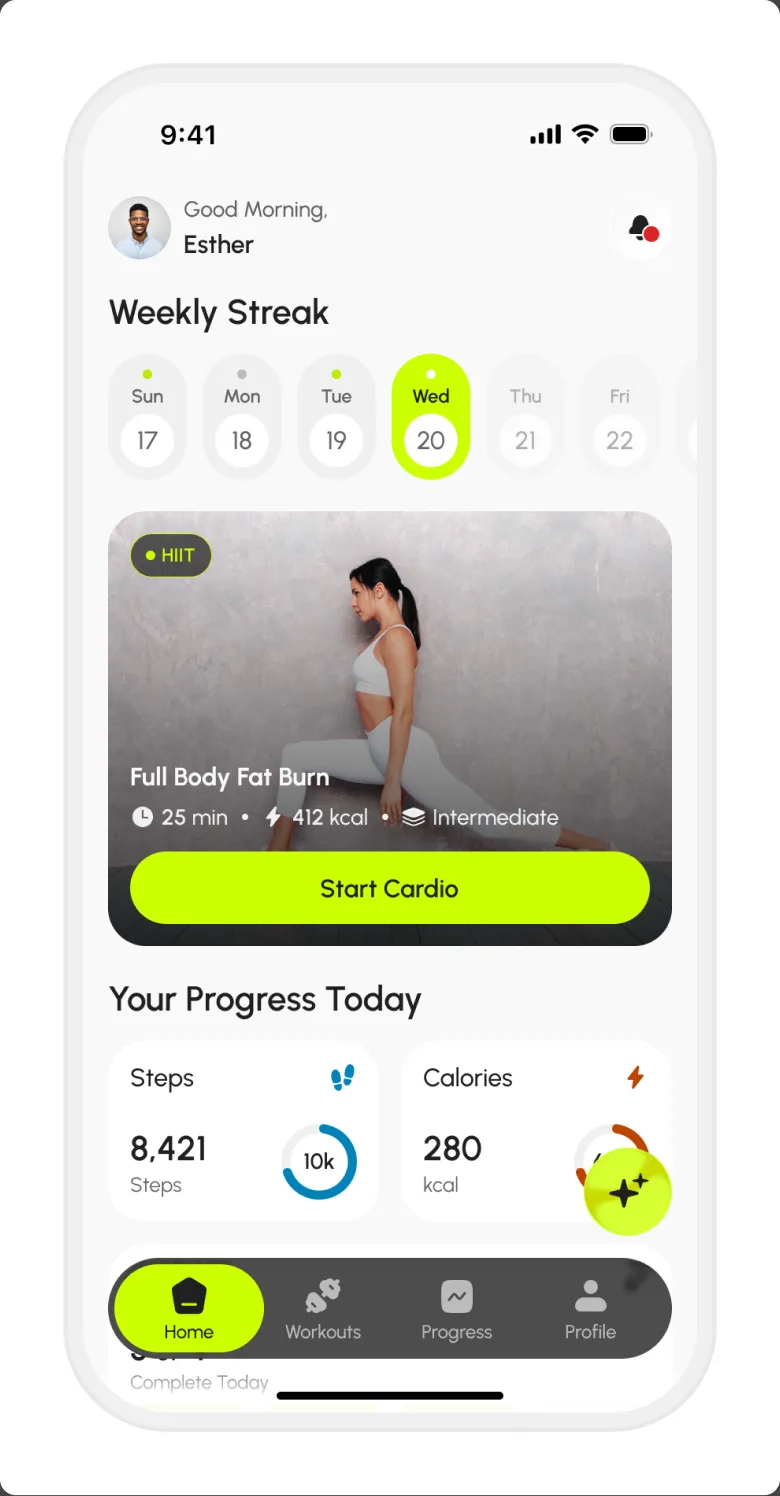 9:41
Good Morning,
Esther
Weekly Streak
Sun Mon Tue Wed Thu Fri
17 18 19 20 21 22
HIIT
Full Body Fat Burn
25 min • 412 kcal • Intermediate
Start Cardio
Your Progress Today
Steps
8,421
Steps
10k
Calories
280
kcal
Home Workouts Progress Profile
Complete Today